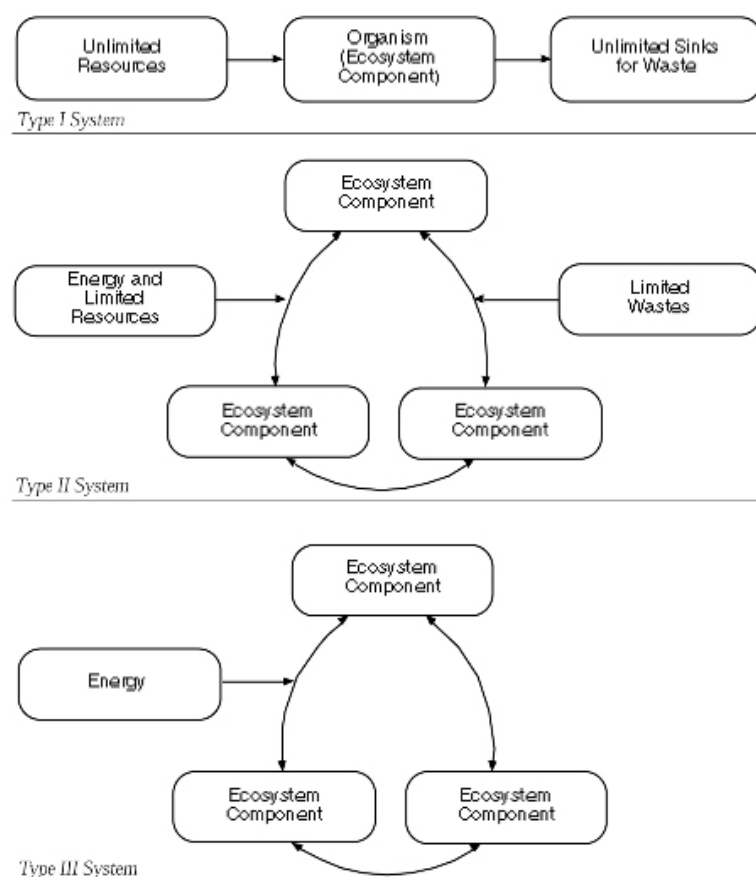 Unlimited
Resources
Organism
(Ecosystem
Component)
Unlimited Sinks
for Waste
Type I System
Ecosystem
Component
Energy and
Limited
Resources
Limited
Wastes
Ecosystem
Component
Ecosystem
Component
Type II System
Ecosystem
Component
Energy
Ecosystem
Component
Ecosystem
Component
Type III System